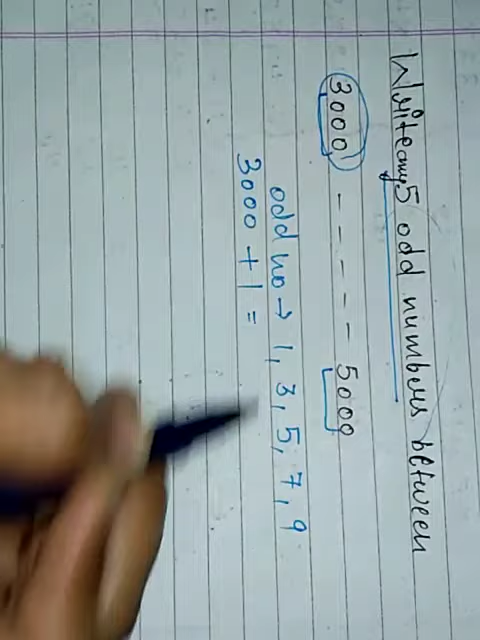 Write any 5 odd numbers between
3000 - - - - - - 5000
odd no → 1, 3, 5, 7, 9
3000 + 1 =